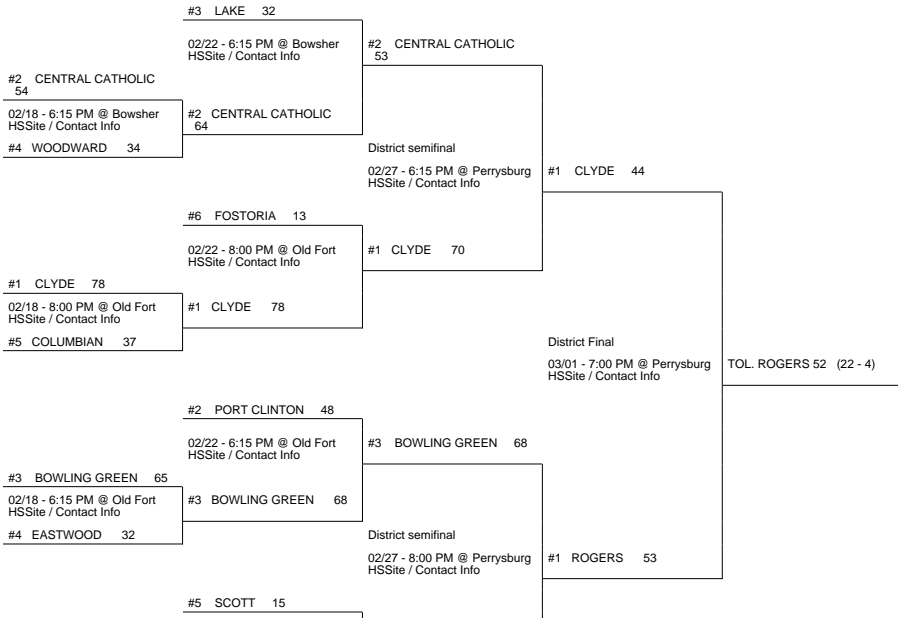 #3 LAKE 32
02/22 - 6:15 PM @ Bowsher
HSSite / Contact Info
#2 CENTRAL CATHOLIC
53
#2 CENTRAL CATHOLIC
54
02/18 - 6:15 PM @ Bowsher
HSSite / Contact Info
#2 CENTRAL CATHOLIC
64
#4 WOODWARD 34
District semifinal
02/27 - 6:15 PM @ Perrysburg
HSSite / Contact Info
#1 CLYDE 44
#6 FOSTORIA 13
02/22 - 8:00 PM @ Old Fort
HSSite / Contact Info
#1 CLYDE 70
#1 CLYDE 78
02/18 - 8:00 PM @ Old Fort
HSSite / Contact Info
#1 CLYDE 78
#5 COLUMBIAN 37
District Final
03/01 - 7:00 PM @ Perrysburg
HSSite / Contact Info
TOL. ROGERS 52 (22 - 4)
#2 PORT CLINTON 48
02/22 - 6:15 PM @ Old Fort
HSSite / Contact Info
#3 BOWLING GREEN 68
#3 BOWLING GREEN 65
02/18 - 6:15 PM @ Old Fort
HSSite / Contact Info
#3 BOWLING GREEN 68
#4 EASTWOOD 32
District semifinal
02/27 - 8:00 PM @ Perrysburg
HSSite / Contact Info
#1 ROGERS 53
#5 SCOTT 15